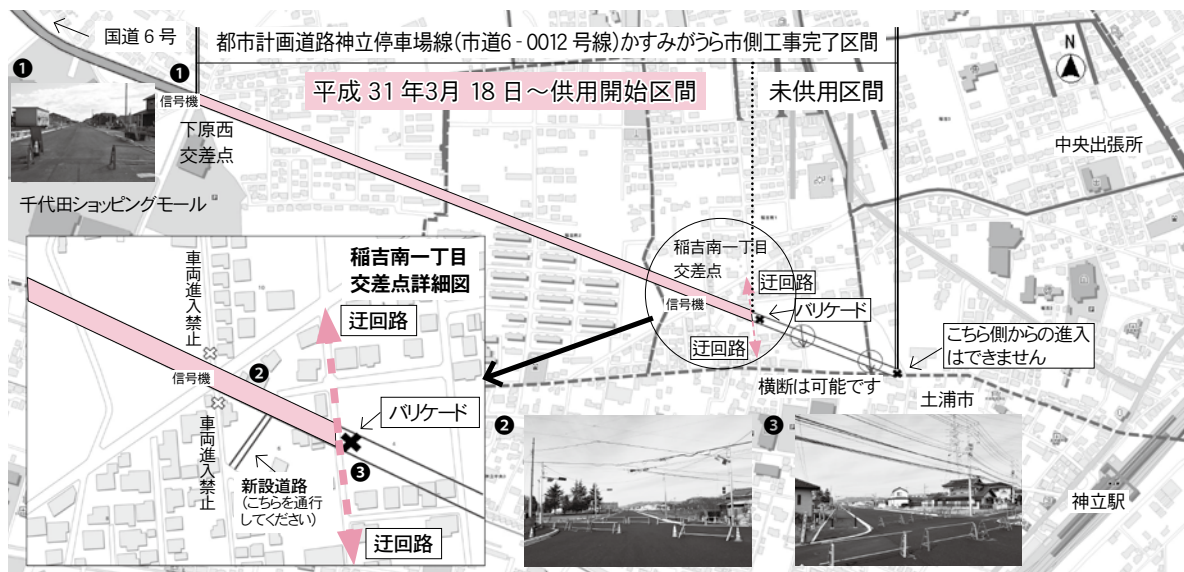 国道6号
都市計画道路神立停車場線(市道6‐0012号線)かすみがうら市側工事完了区間
❶
❶
平成31年3月18日～供用開始区間
未供用区間
N
信号機
下原西
交差点
中央出張所
千代田ショッピングモール
稲吉南一丁目
交差点詳細図
車両進入禁止
迂回路
信号機
❷
バリケード
❸
車両進入禁止
新設道路
(こちらを通行
してください)
迂回路
稲吉南一丁目
交差点
迂回路
信号機
バリケード
迂回路
こちら側からの進入
はできません
横断は可能です
土浦市
❷
❸
神立駅